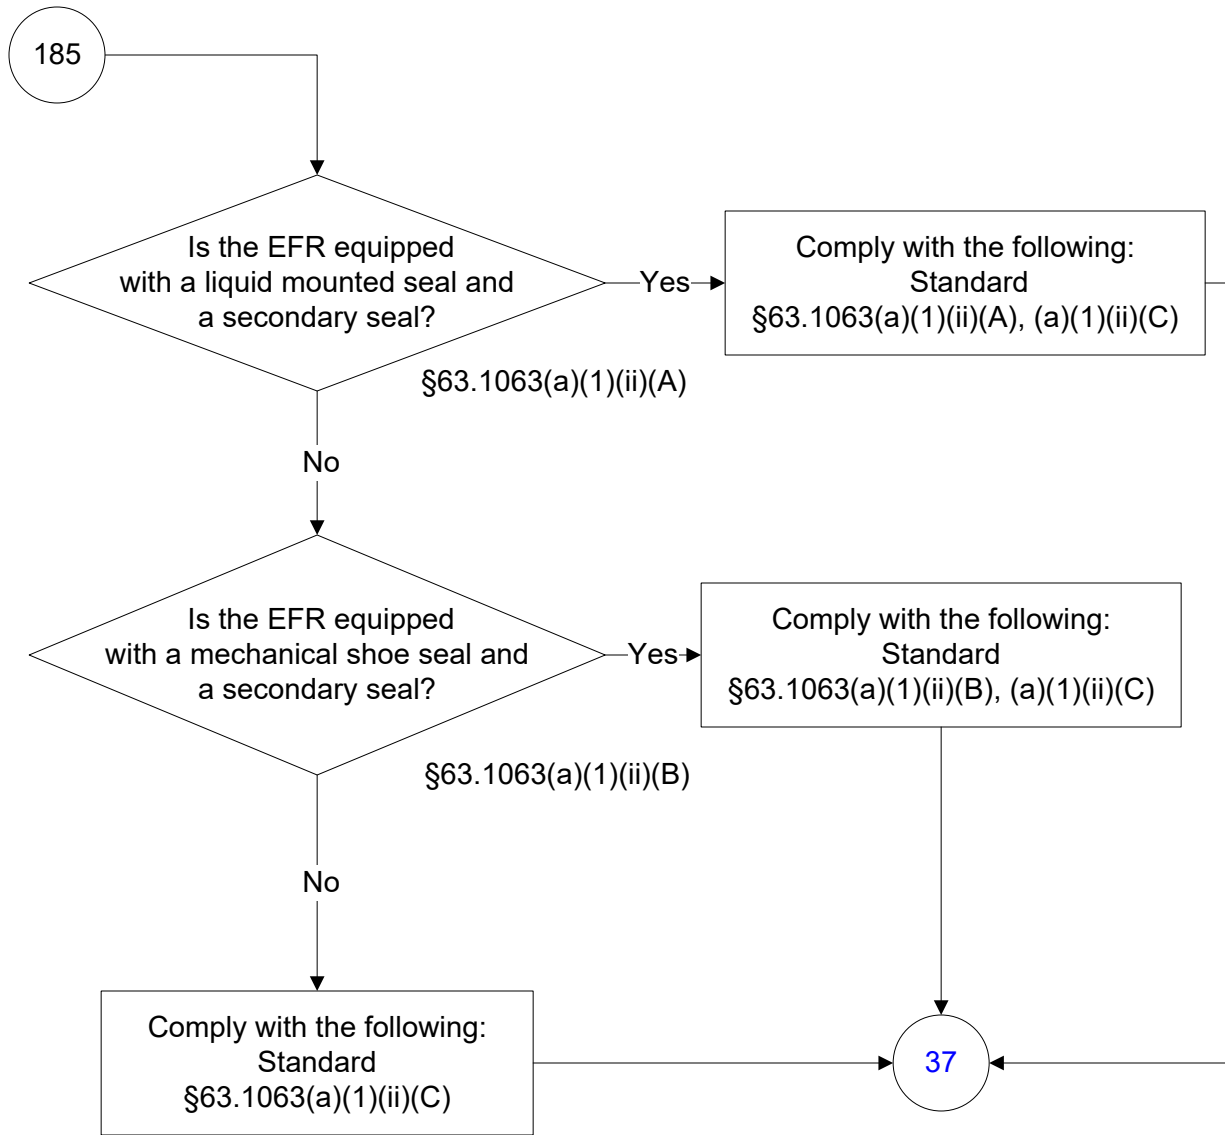 185
Is the EFR equipped
with a liquid mounted seal and
a secondary seal?
Yes
Comply with the following:
Standard
§63.1063(a)(1)(ii)(A), (a)(1)(ii)(C)
§63.1063(a)(1)(ii)(A)
No
Is the EFR equipped
with a mechanical shoe seal and
a secondary seal?
Yes
Comply with the following:
Standard
§63.1063(a)(1)(ii)(B), (a)(1)(ii)(C)
§63.1063(a)(1)(ii)(B)
No
Comply with the following:
Standard
§63.1063(a)(1)(ii)(C)
37